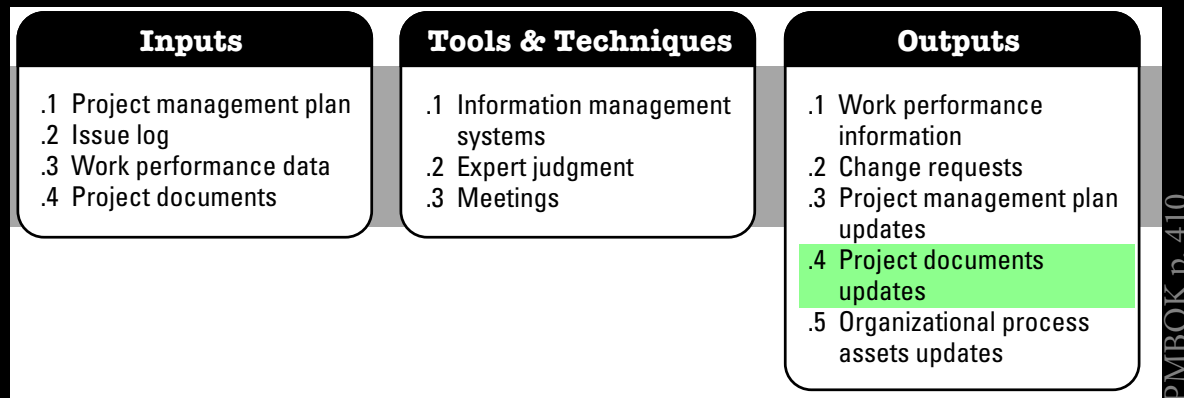 Inputs
.1 Project management plan
.2 Issue log
.3 Work performance data
.4 Project documents
Tools & Techniques
.1 Information management
systems
.2 Expert judgment
.3 Meetings
Outputs
.1 Work performance
information
.2 Change requests
.3 Project management plan
updates
.4 Project documents
updates
.5 Organizational process
assets updates
PMBOK p. 410